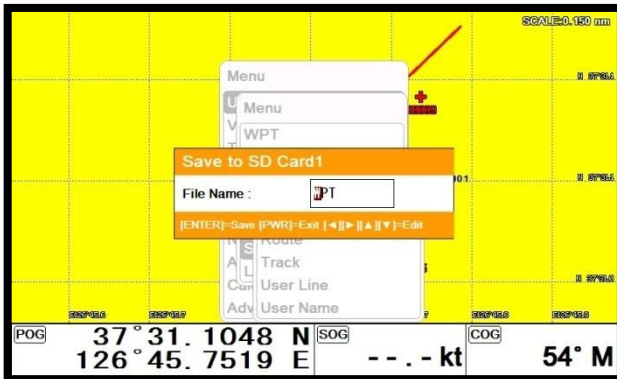 SCALE:0.150 nm
Menu
Menu
WPT
Save to SD Card1
File Name : WPT
[ENTER]=Save [PWR]=Exit [◄][►][▲][▼]=Edit
Route
Track
User Line
Adv User Name
POG 37°31.1048 N
126°45.7519 E
SOG --.- kt
COG 54° M